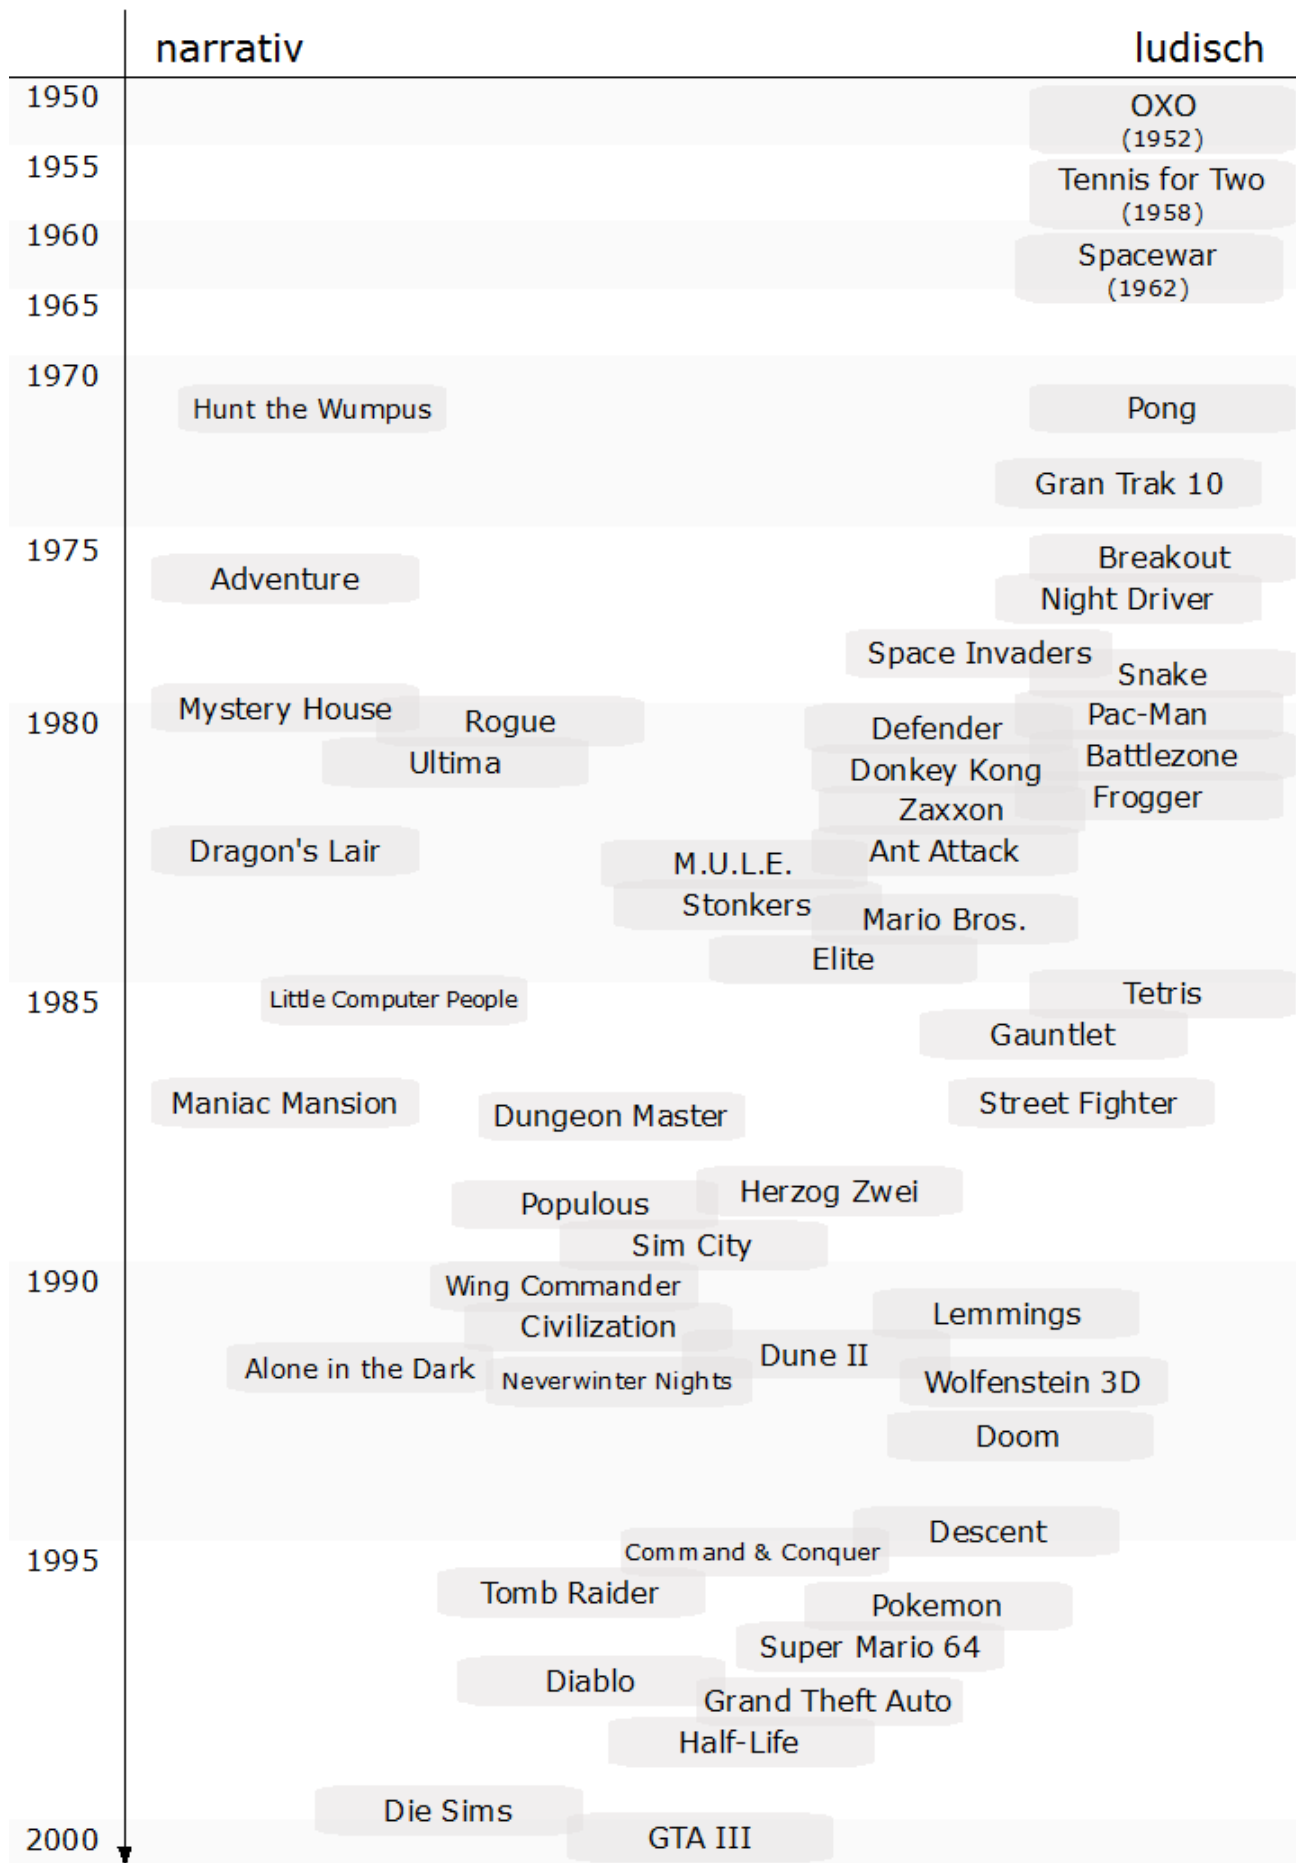 narrativ
ludisch
1950
OXO
(1952)
1955
Tennis for Two
(1958)
1960
Spacewar
(1962)
1965
1970
Hunt the Wumpus
Pong
Gran Trak 10
1975
Breakout
Adventure
Night Driver
Space Invaders
Snake
Mystery House
Pac-Man
1980
Rogue
Defender
Battlezone
Ultima
Donkey Kong
Frogger
Zaxxon
Dragon's Lair
Ant Attack
M.U.L.E.
Stonkers
Mario Bros.
Elite
1985
Little Computer People
Tetris
Gauntlet
Maniac Mansion
Street Fighter
Dungeon Master
Herzog Zwei
Populous
Sim City
1990
Wing Commander
Lemmings
Civilization
Dune II
Alone in the Dark
Neverwinter Nights
Wolfenstein 3D
Doom
Descent
1995
Command & Conquer
Tomb Raider
Pokemon
Super Mario 64
Diablo
Grand Theft Auto
Half-Life
Die Sims
2000
GTA III